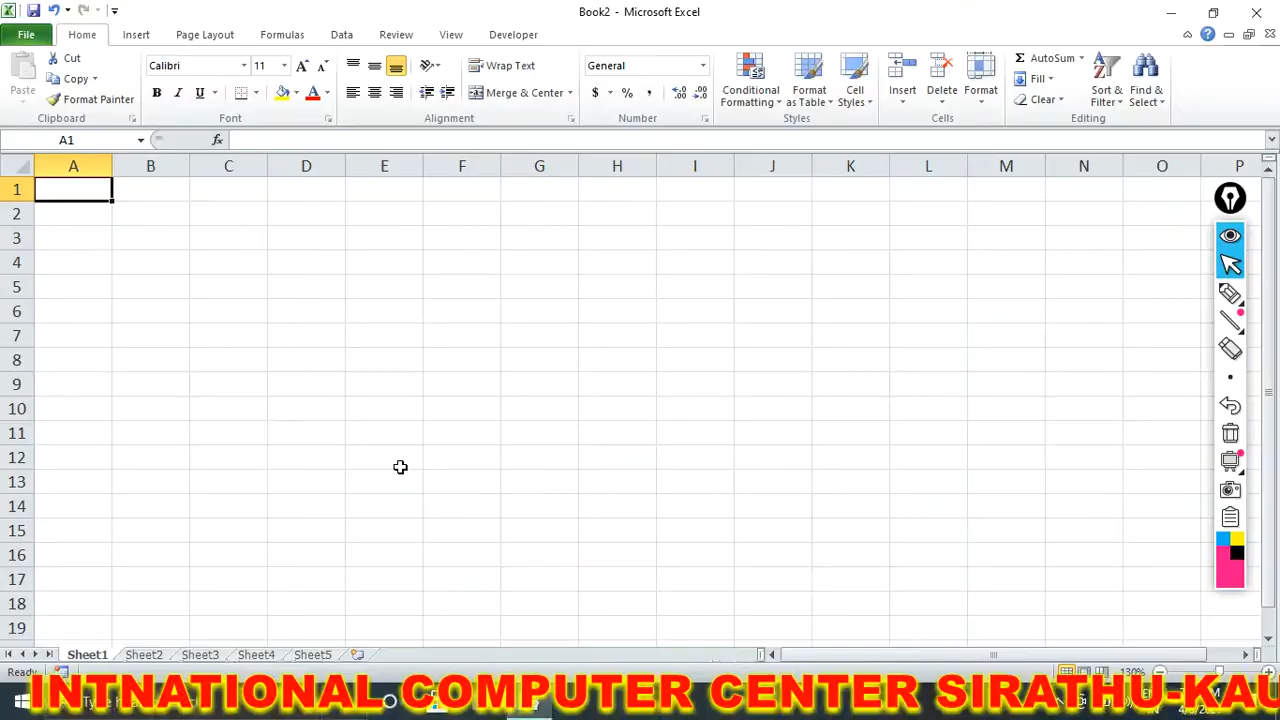 Book2 - Microsoft Excel
File Home Insert Page Layout Formulas Data Review View Developer
Cut
Copy
Format Painter
Paste
Clipboard
Calibri 11
B I U
Font
Wrap Text
Merge & Center
Alignment
General
$ % ,
Number
Conditional Formatting
Format as Table
Cell Styles
Styles
Insert Delete Format
Cells
AutoSum
Fill
Clear
Sort & Filter
Find & Select
Editing
A1 fx
A B C D E F G H I J K L M N O P
1
2
3
4
5
6
7
8
9
10
11
12
13
14
15
16
17
18
19
Sheet1 Sheet2 Sheet3 Sheet4 Sheet5
Ready 130%
INTNATIONAL COMPUTER CENTER SIRATHU-KAU